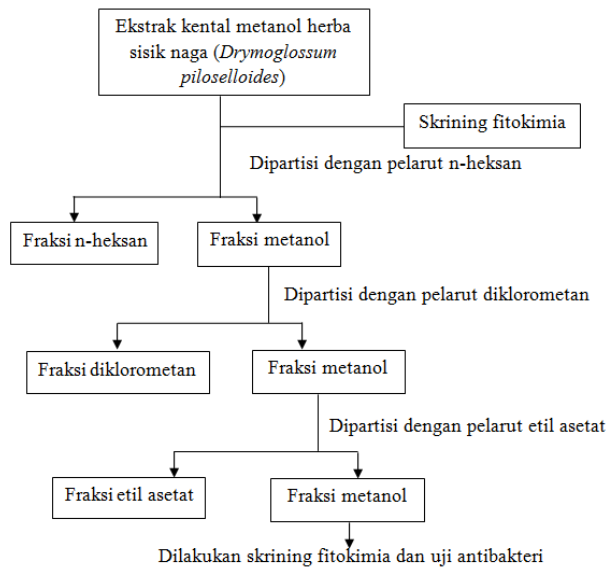 Ekstrak kental metanol herba
sisik naga (Drymoglossum
piloselloides)
Skrining fitokimia
Dipartisi dengan pelarut n-heksan
Fraksi n-heksan
Fraksi metanol
Dipartisi dengan pelarut diklorometan
Fraksi diklorometan
Fraksi metanol
Dipartisi dengan pelarut etil asetat
Fraksi etil asetat
Fraksi metanol
Dilakukan skrining fitokimia dan uji antibakteri